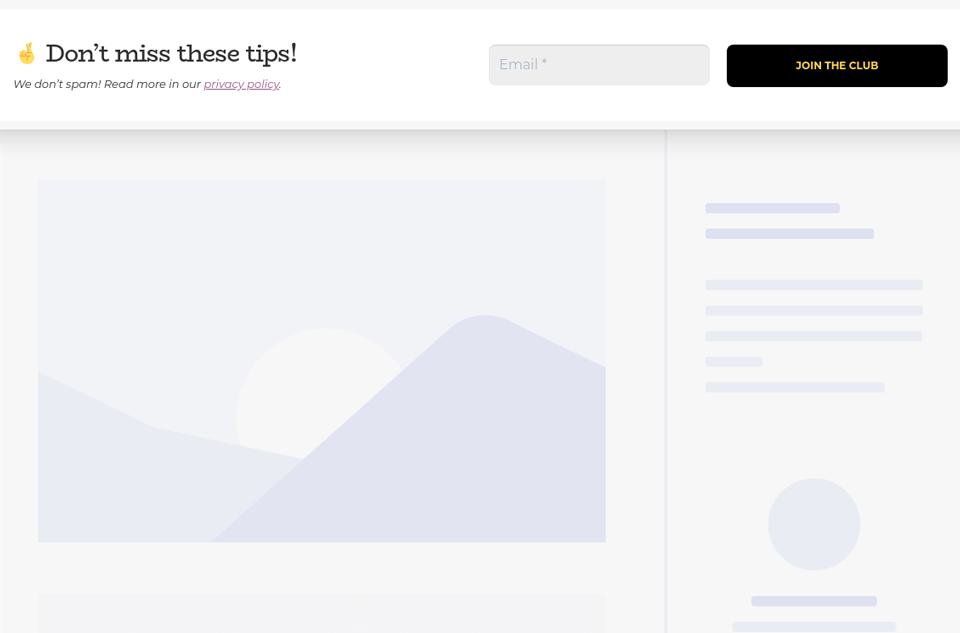 🤞 Don’t miss these tips!
We don’t spam! Read more in our privacy policy.
Email *
JOIN THE CLUB